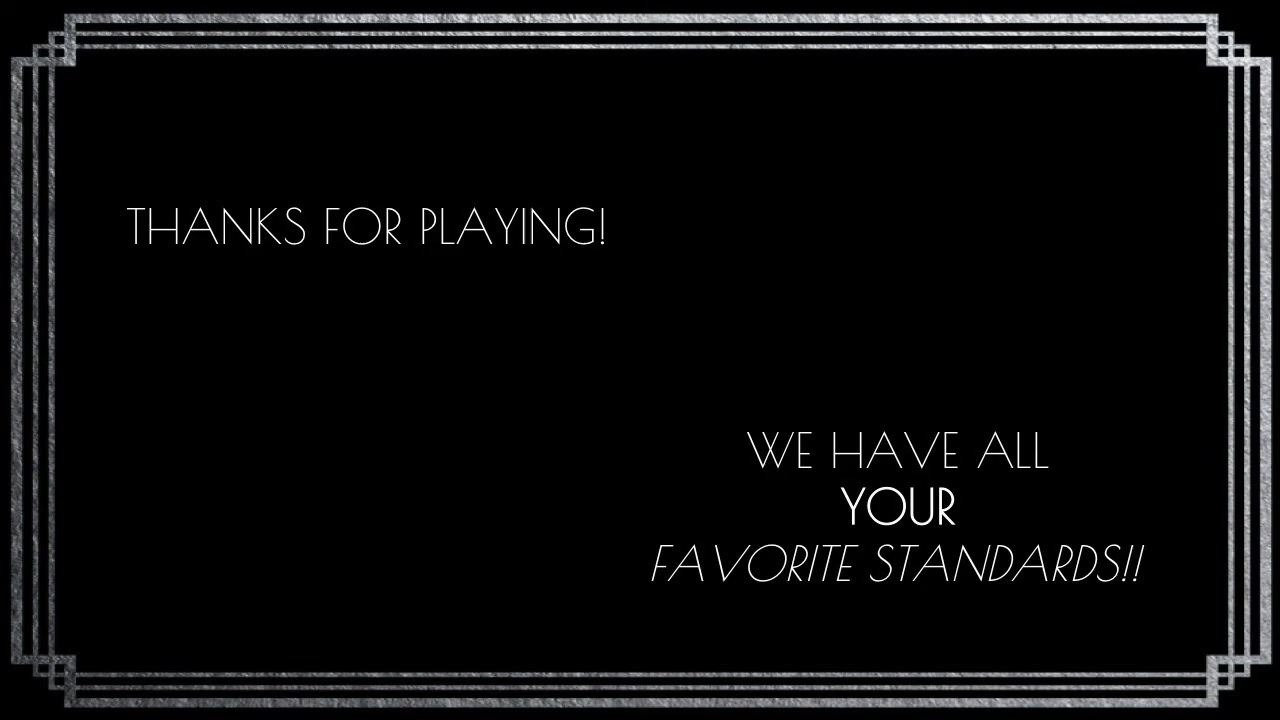 THANKS FOR PLAYING!
WE HAVE ALL
YOUR
FAVORITE STANDARDS!!